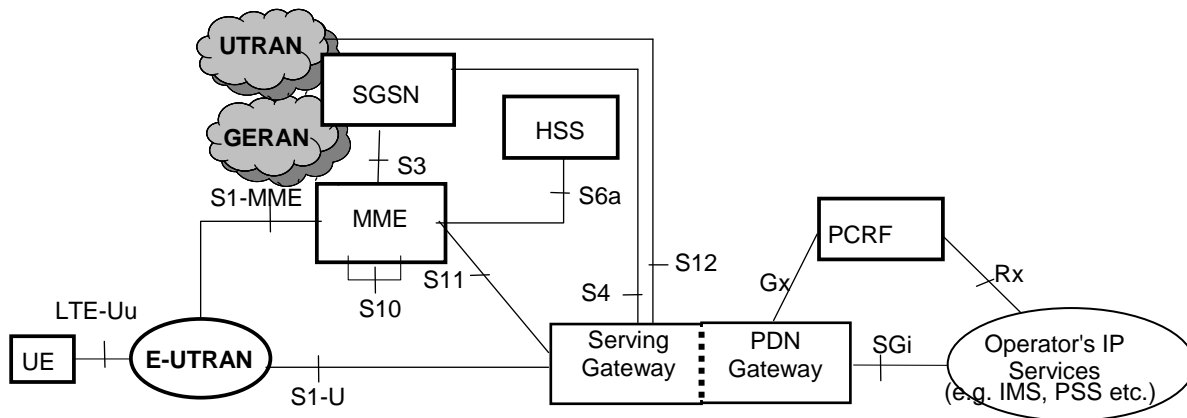 UTRAN
SGSN
GERAN
HSS
S3
S1-MME
S6a
MME
PCRF
S11
S12
Gx
Rx
S10
S4
LTE-Uu
UE
E-UTRAN
Serving
Gateway
PDN
Gateway
SGi
Operator's IP
Services
(e.g. IMS, PSS etc.)
S1-U